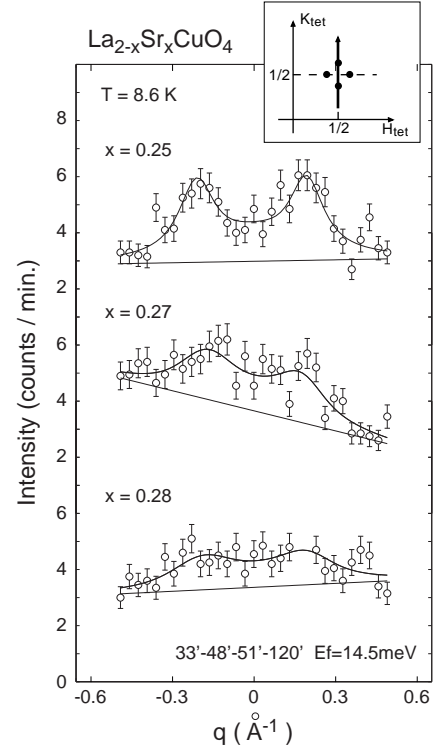 La2-xSrxCuO4
Ktet
1/2
1/2
Htet
T = 8.6 K
x = 0.25
x = 0.27
x = 0.28
10
8
6
4
2
6
4
2
6
4
2
0
Intensity (counts / min.)
33'-48'-51'-120' Ef=14.5meV
-0.6 -0.3 0 0.3 0.6
q ( Å-1)